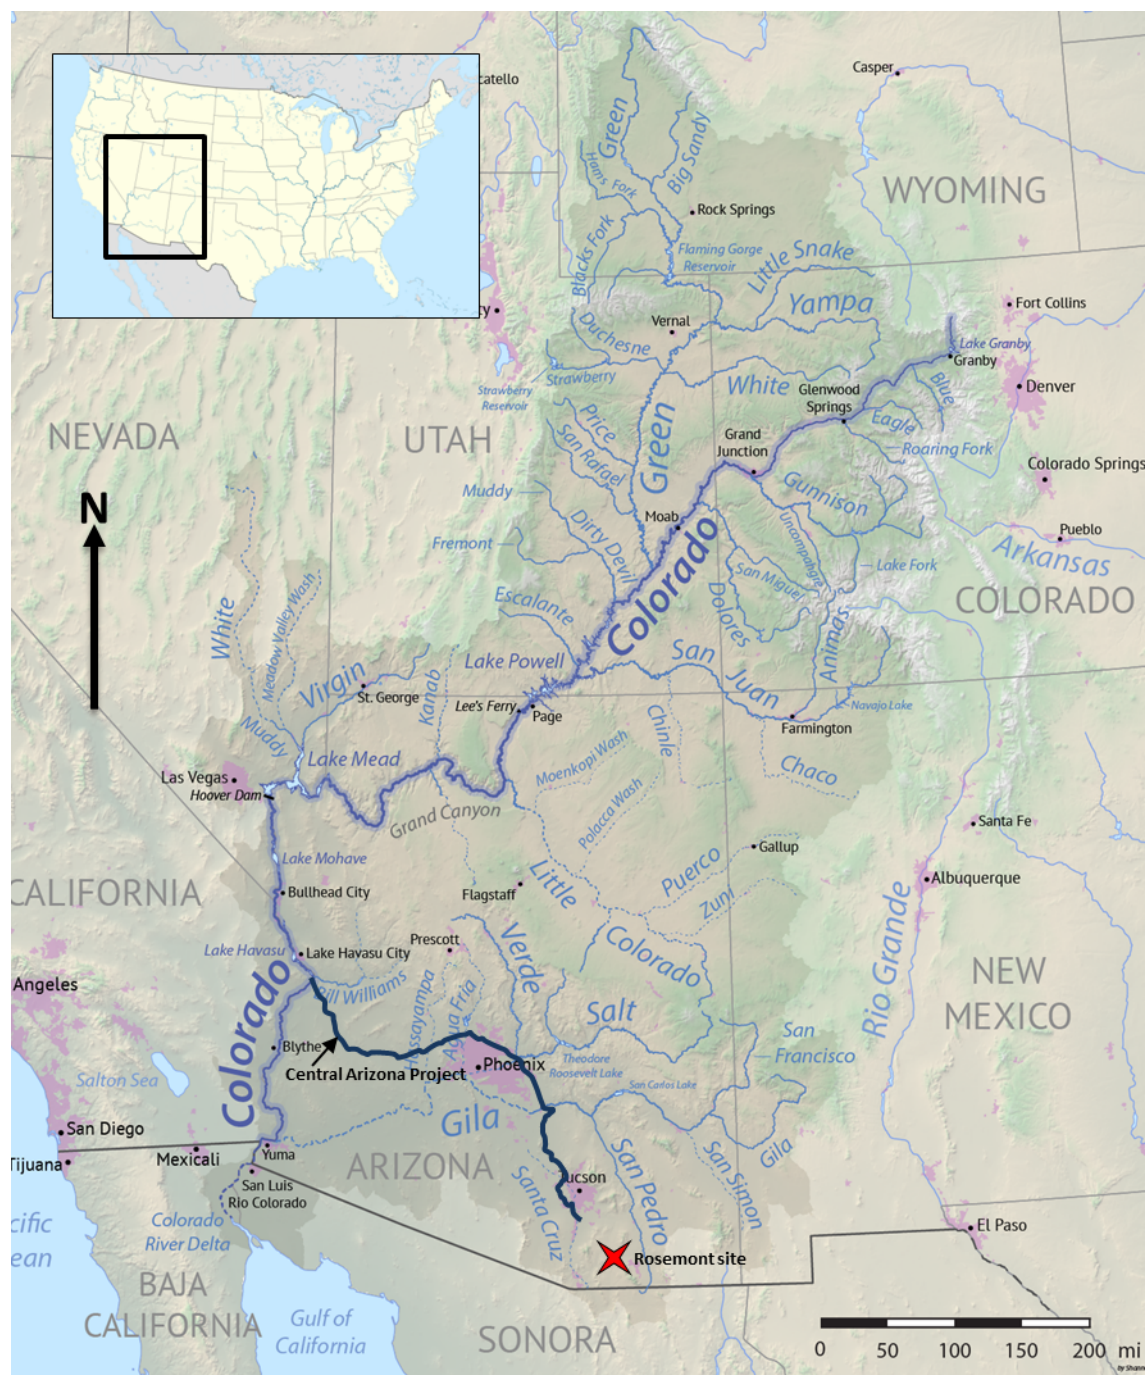 catello
Casper
Green
Big Sandy
Hams Fork
WYOMING
Rock Springs
Blacks Fork
Flaming Gorge
Reservoir
Little Snake
ty
Yampa
Fort Collins
Vernal
Duchesne
Lake Granby
Granby
Strawberry
Strawberry
Reservoir
White
Glenwood
Springs
Blue
Denver
NEVADA
UTAH
Price
San Rafael
Green
Eagle
Grand
Junction
Roaring Fork
Colorado Springs
Muddy
Gunnison
N
Moab
Dirty Devil
Uncompahgre
Pueblo
Fremont
Arkansas
Colorado
Lake Fork
San Miguel
Escalante
Dolores
COLORADO
White
Meadow Valley Wash
Animas
Lake Powell
San
Juan
Virgin
St. George
Kanab
Lee's Ferry
Page
Navajo Lake
Farmington
Muddy
Chinle
Lake Mead
Moenkopi Wash
Chaco
Las Vegas
Hoover Dam
Grand Canyon
Polacca Wash
Santa Fe
Lake Mohave
Puerco
Gallup
CALIFORNIA
Bullhead City
Flagstaff
Little
Zuni
Albuquerque
Lake Havasu
Lake Havasu City
Prescott
Verde
Colorado
Rio Grande
NEW
MEXICO
Angeles
Colorado
Bill Williams
Hassayampa
Agua Fria
Salt
San
Francisco
Blythe
Salton Sea
Central Arizona Project
Phoenix
Theodore
Roosevelt Lake
San Carlos Lake
San Diego
Gila
Gila
Tijuana
Mexicali
Yuma
ARIZONA
San Pedro
San Simon
San Luis
Rio Colorado
Santa Cruz
ucson
cific
ean
Colorado
River Delta
El Paso
Rosemont site
BAJA
CALIFORNIA
Gulf of
California
SONORA
0 50 100 150 200 mi